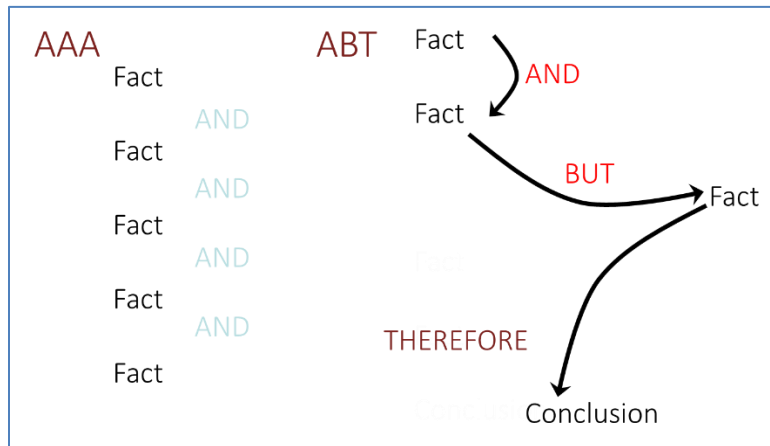 AAA
Fact
AND
Fact
AND
Fact
AND
Fact
AND
Fact
ABT
Fact
AND
Fact
BUT
Fact
THEREFORE
Conclusion